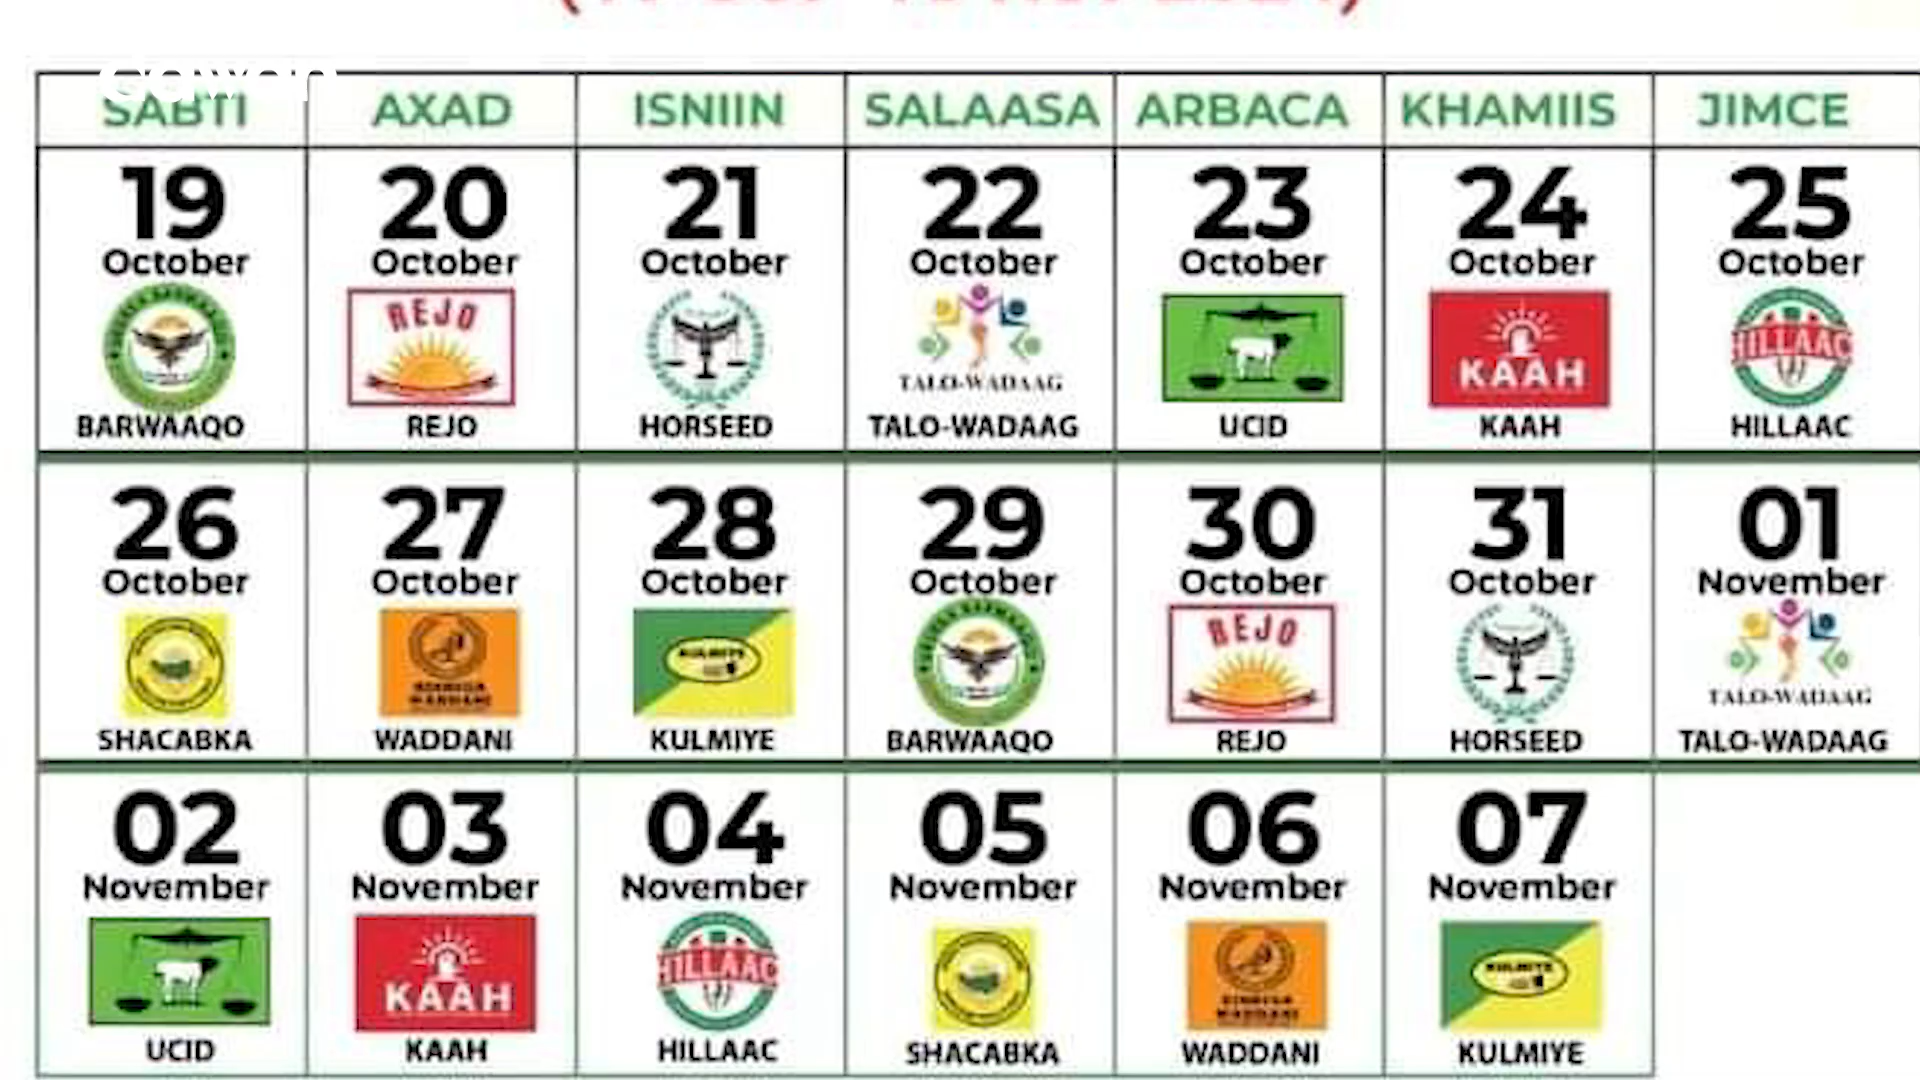 SABTI AXAD ISNIIN SALAASA ARBACA KHAMIIS JIMCE
19 20 21 22 23 24 25
October October October October October October October
REJO TALO-WADAAG KAAH HILLAAC
BARWAAQO REJO HORSEED TALO-WADAAG UCID KAAH HILLAAC
26 27 28 29 30 31 01
October October October October October October November
WADDANI KULMIYE REJO TALO-WADAAG
SHACABKA WADDANI KULMIYE BARWAAQO REJO HORSEED TALO-WADAAG
02 03 04 05 06 07
November November November November November November
KAAH HILLAAC WADDANI KULMIYE
UCID KAAH HILLAAC SHACABKA WADDANI KULMIYE